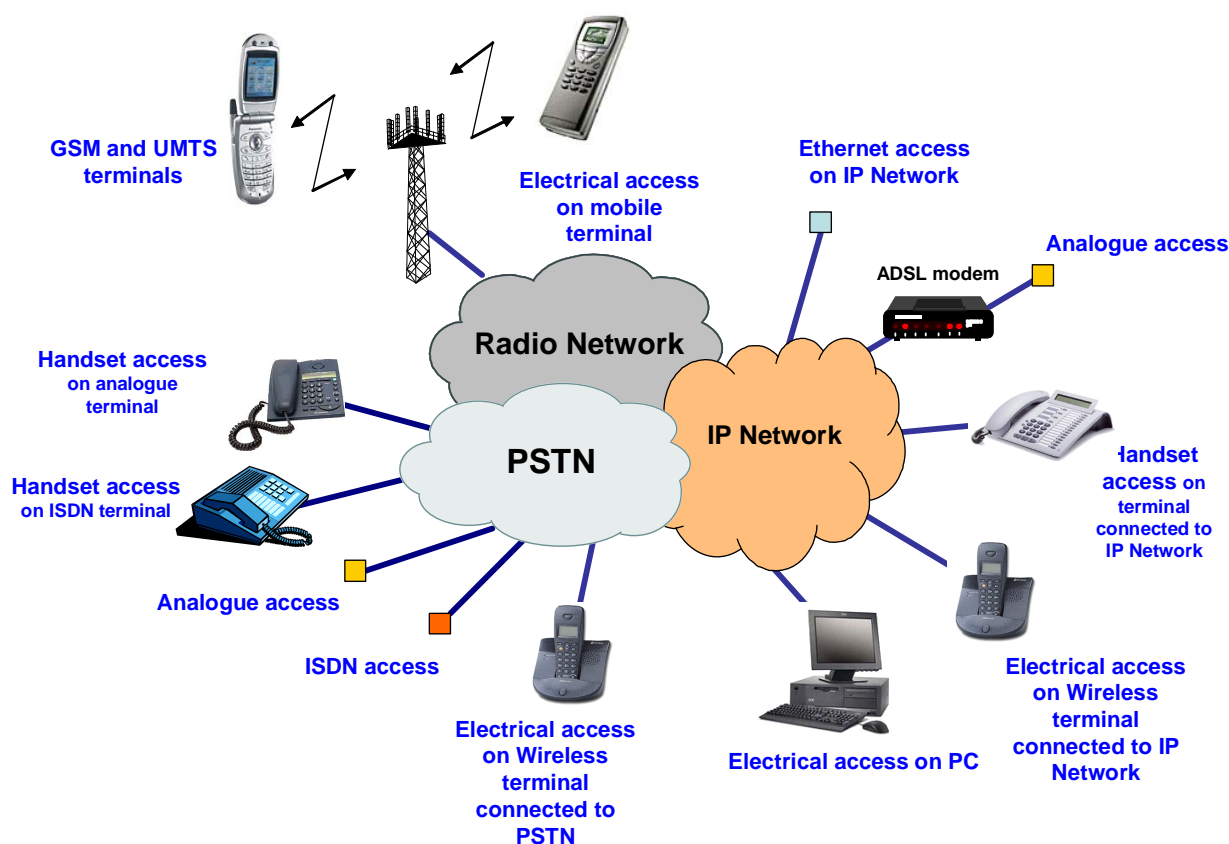 GSM and UMTS
terminals
Electrical access
on mobile
terminal
Ethernet access
on IP Network
Analogue access
ADSL modem
Radio Network
Handset access
on analogue
terminal
IP Network
PSTN
Handset access
on ISDN terminal
Handset
access on
terminal
connected to
IP Network
Analogue access
ISDN access
Electrical access
on Wireless
terminal
connected to
PSTN
Electrical access on PC
Electrical access
on Wireless
terminal
connected to IP
Network